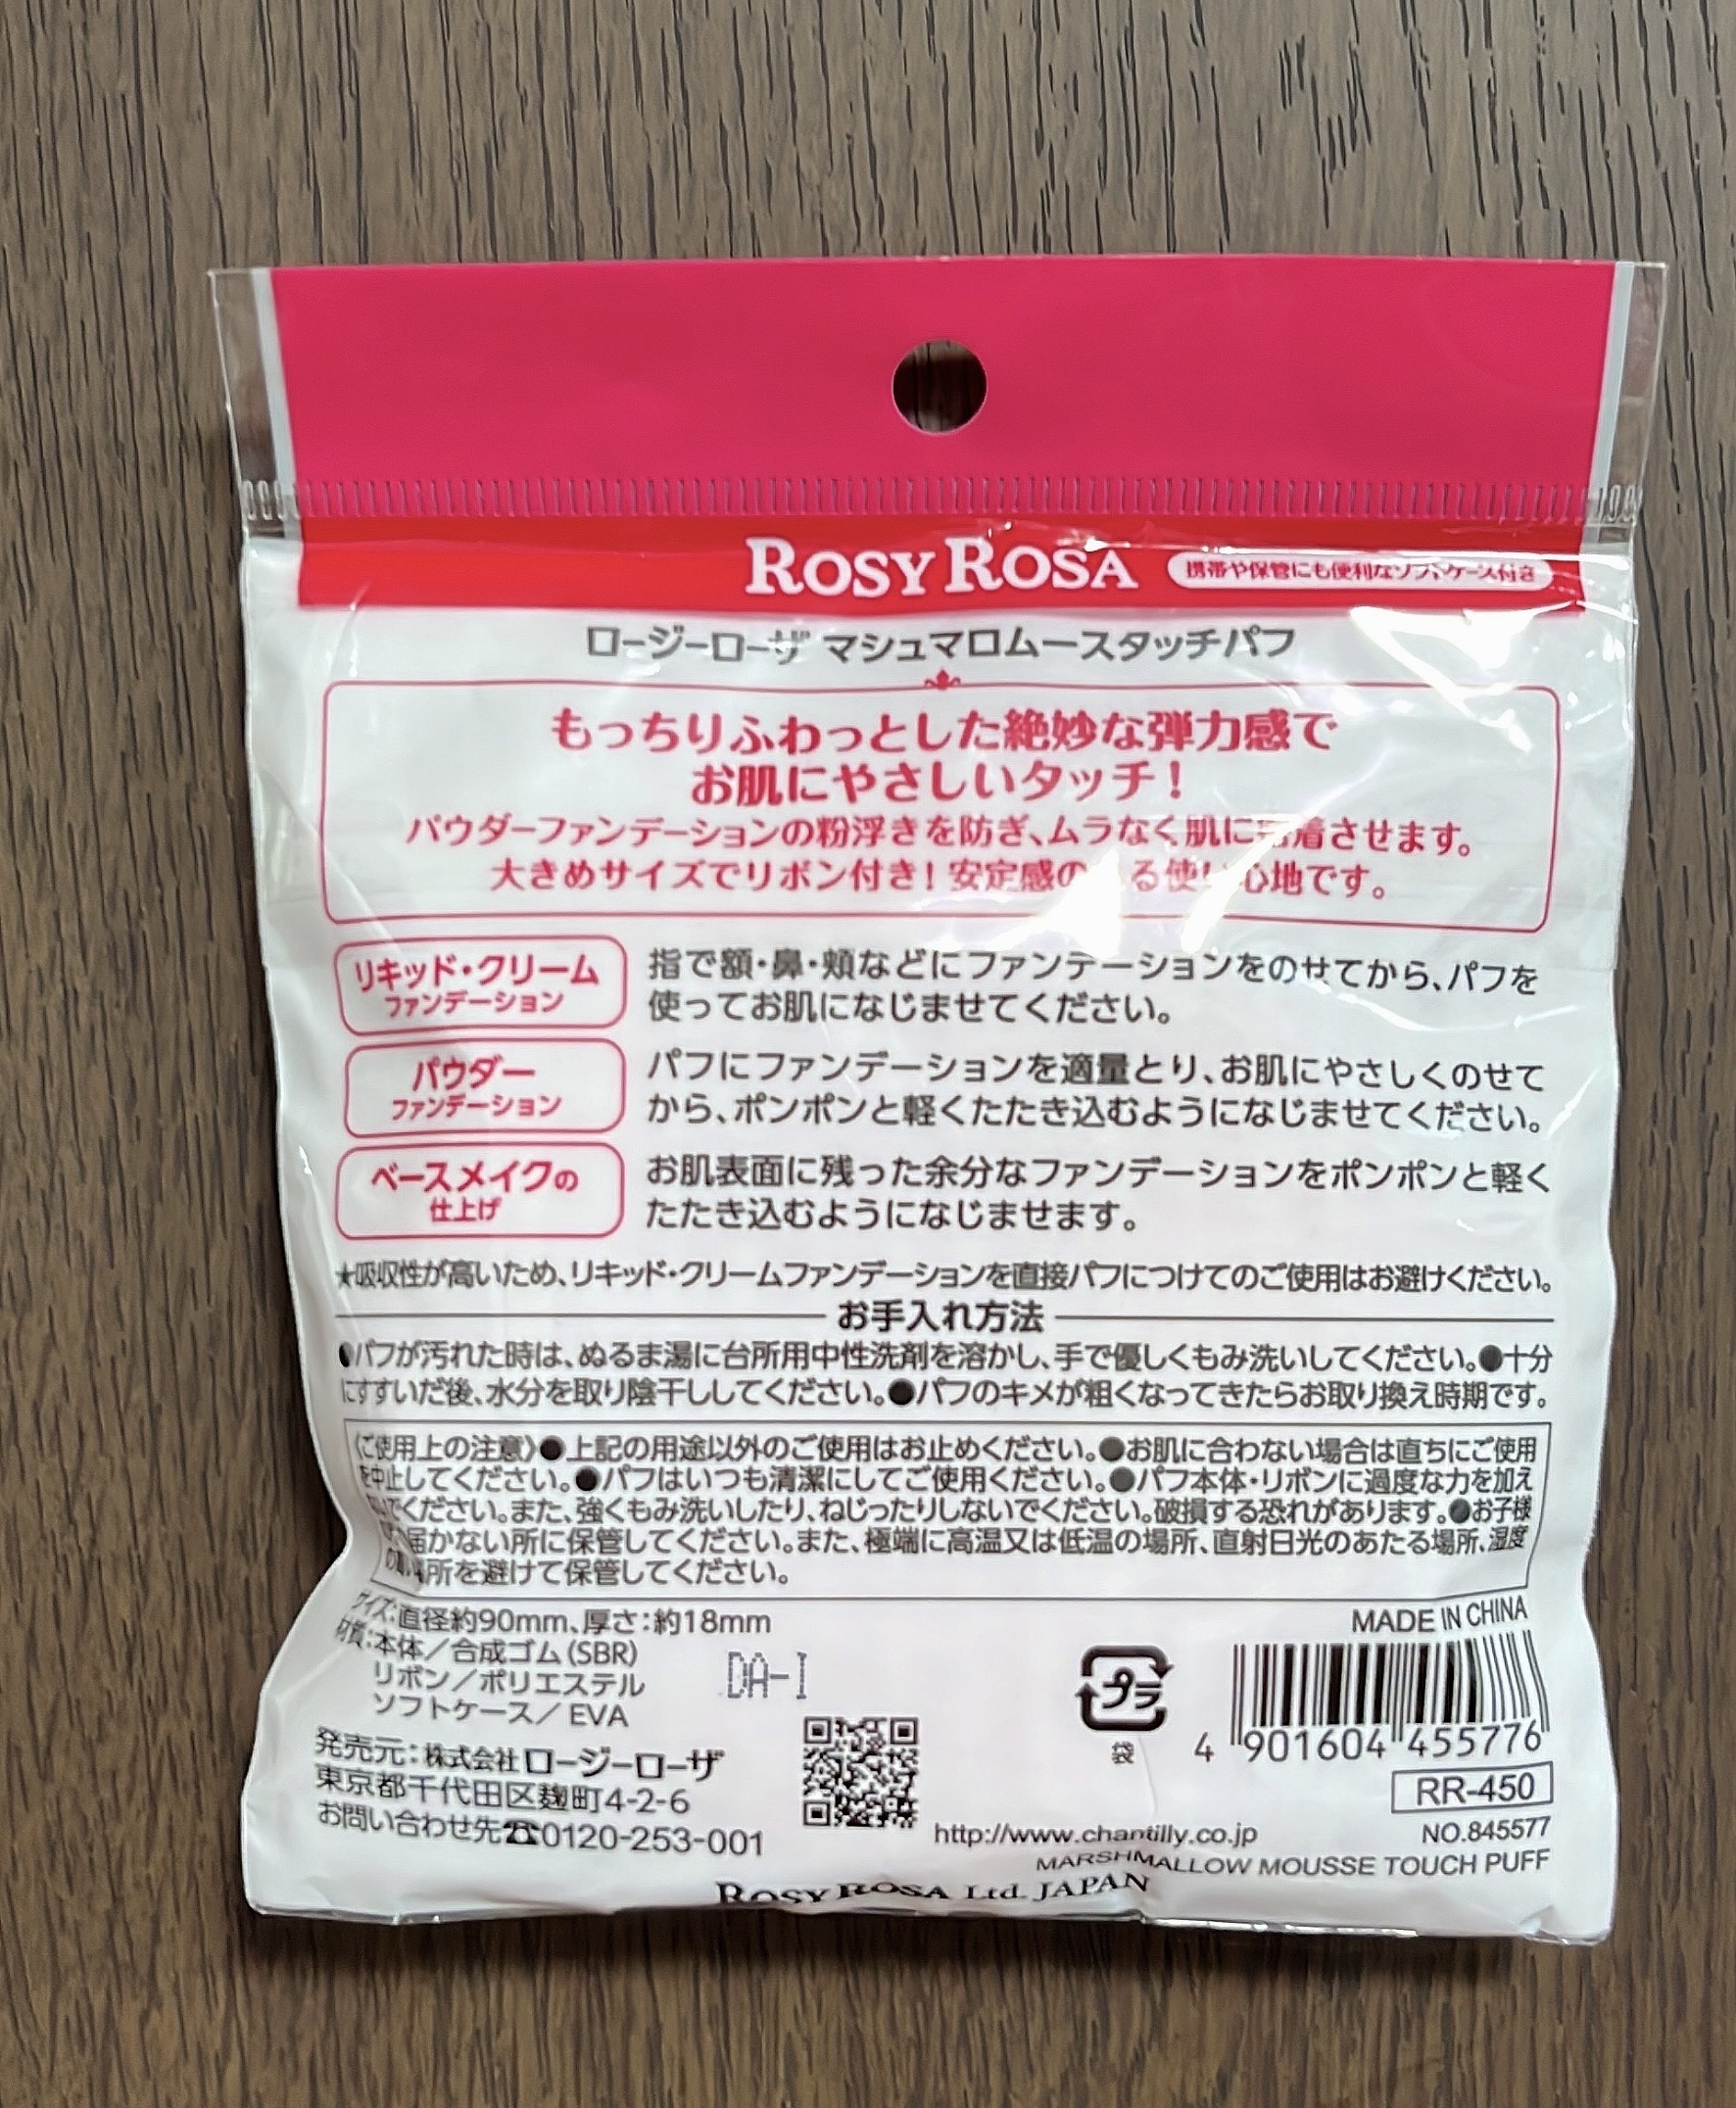 ROSY ROSA 携帯や保管にも便利なソフトケース付き
ロージーローザ マシュマロムースタッチパフ
もっちりふわっとした絶妙な弾力感で
お肌にやさしいタッチ!
パウダーファンデーションの粉浮きを防ぎ、ムラなく肌に密着させます。
大きめサイズでリボン付き! 安定感の る使い心地です。
リキッド・クリーム
ファンデーション
指で額・鼻・頬などにファンデーションをのせてから、パフを
使ってお肌になじませてください。
パウダー
ファンデーション
パフにファンデーションを適量とり、お肌にやさしくのせて
から、ポンポンと軽くたたき込むようになじませてください。
ベースメイクの
仕上げ
お肌表面に残った余分なファンデーションをポンポンと軽く
たたき込むようになじませます。
★吸収性が高いため、リキッド・クリームファンデーションを直接パフにつけてのご使用はお避けください。
お手入れ方法
●パフが汚れた時は、ぬるま湯に台所用中性洗剤を溶かし、手で優しくもみ洗いしてください。●十分
にすすいだ後、水分を取り陰干ししてください。●パフのキメが粗くなってきたらお取り換え時期です。
〈ご使用上の注意〉●上記の用途以外のご使用はお止めください。●お肌に合わない場合は直ちにご使用
を中止してください。●パフはいつも清潔にしてご使用ください。●パフ本体・リボンに過度な力を加え
ないでください。また、強くもみ洗いしたり、ねじったりしないでください。破損する恐れがあります。●お子様
届かない所に保管してください。また、極端に高温又は低温の場所、直射日光のあたる場所、湿度
の 場所を避けて保管してください。
サイズ:直径約90mm、厚さ:約18mm
材質:本体/合成ゴム(SBR)
リボン/ポリエステル
ソフトケース/EVA
DA-I
MADE IN CHINA
プラ
袋
4 901604 455776
発売元:株式会社ロージーローザ
東京都千代田区麹町4-2-6
お問い合わせ先☎0120-253-001
RR-450
http://www.chantilly.co.jp
NO.845577
MARSHMALLOW MOUSSE TOUCH PUFF
ROSY ROSA Ltd. JAPAN